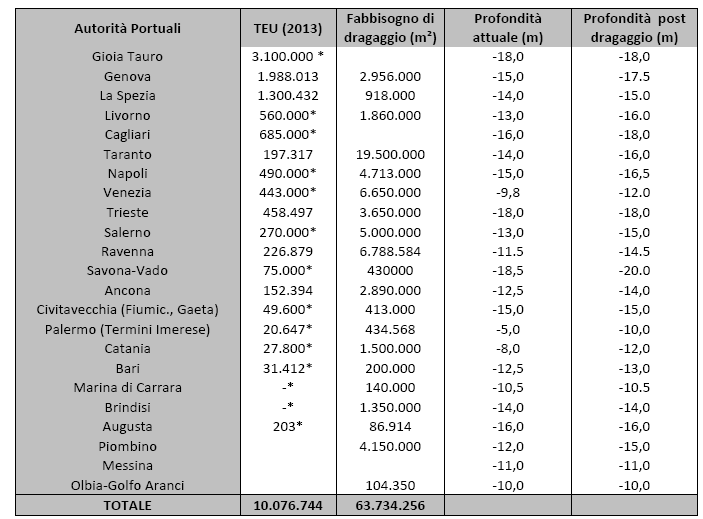 Autorità Portuali TEU (2013) Fabbisogno di dragaggio (m²) Profondità attuale (m) Profondità post dragaggio (m)
Gioia Tauro 3.100.000 * -18,0 -18,0
Genova 1.988.013 2.956.000 -15,0 -17.5
La Spezia 1.300.432 918.000 -14,0 -15.0
Livorno 560.000* 1.860.000 -13,0 -16.0
Cagliari 685.000* -16,0 -18,0
Taranto 197.317 19.500.000 -14,0 -16,0
Napoli 490.000* 4.713.000 -15,0 -16,5
Venezia 443.000* 6.650.000 -9,8 -12.0
Trieste 458.497 3.650.000 -18,0 -18,0
Salerno 270.000* 5.000.000 -13,0 -15,0
Ravenna 226.879 6.788.584 -11.5 -14.5
Savona-Vado 75.000* 430000 -18,5 -20.0
Ancona 152.394 2.890.000 -12,5 -14,0
Civitavecchia (Fiumic., Gaeta) 49.600* 413.000 -15,0 -15,0
Palermo (Termini Imerese) 20.647* 434.568 -5,0 -10,0
Catania 27.800* 1.500.000 -8,0 -12,0
Bari 31.412* 200.000 -12,5 -13,0
Marina di Carrara -* 140.000 -10,5 -10.5
Brindisi -* 1.350.000 -14,0 -14,0
Augusta 203* 86.914 -16,0 -16,0
Piombino 4.150.000 -12,0 -15,0
Messina -11,0 -11,0
Olbia-Golfo Aranci 104.350 -10,0 -10,0
TOTALE 10.076.744 63.734.256